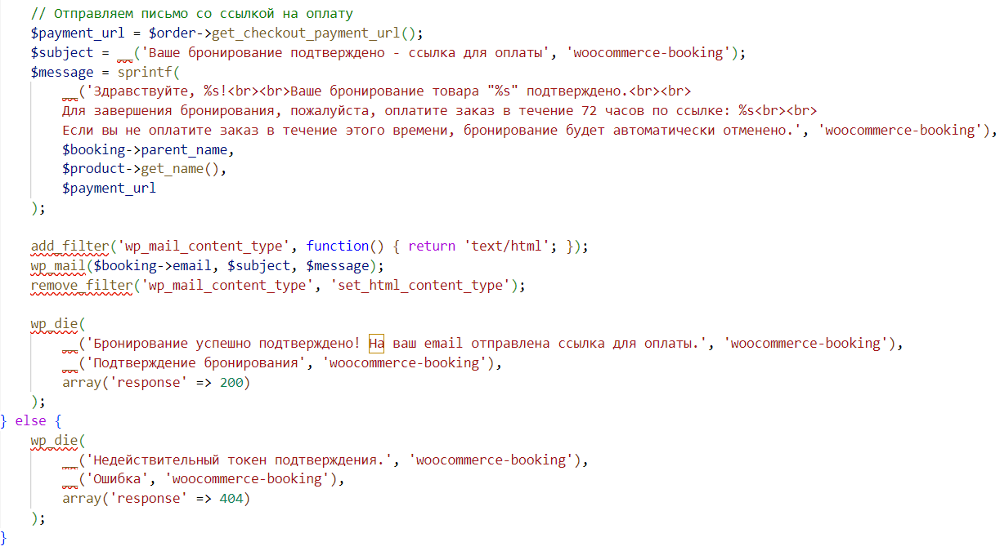 // Отправляем письмо со ссылкой на оплату
$payment_url = $order->get_checkout_payment_url();
$subject = __('Ваше бронирование подтверждено - ссылка для оплаты', 'woocommerce-booking');
$message = sprintf(
__('Здравствуйте, %s!<br><br>Ваше бронирование товара "%s" подтверждено.<br><br>
Для завершения бронирования, пожалуйста, оплатите заказ в течение 72 часов по ссылке: %s<br><br>
Если вы не оплатите заказ в течение этого времени, бронирование будет автоматически отменено.', 'woocommerce-booking'),
$booking->parent_name,
$product->get_name(),
$payment_url
);
add_filter('wp_mail_content_type', function() { return 'text/html'; });
wp_mail($booking->email, $subject, $message);
remove_filter('wp_mail_content_type', 'set_html_content_type');
wp_die(
__('Бронирование успешно подтверждено! На ваш email отправлена ссылка для оплаты.', 'woocommerce-booking'),
__('Подтверждение бронирования', 'woocommerce-booking'),
array('response' => 200)
);
} else {
wp_die(
__('Недействительный токен подтверждения.', 'woocommerce-booking'),
__('Ошибка', 'woocommerce-booking'),
array('response' => 404)
);
}